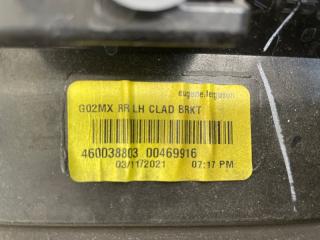 eugene.ferguson
G02MX RR LH CLAD BRKT
460038803 00469916
03/11/2021 07:17 PM